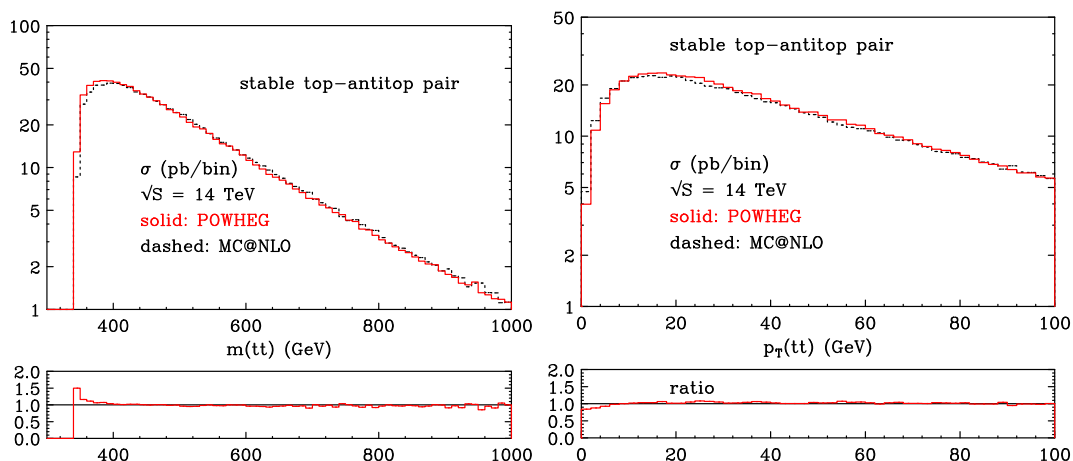 100
50
20
10
5
2
1
stable top-antitop pair
σ (pb/bin)
√S = 14 TeV
solid: POWHEG
dashed: MC@NLO
400 600 800 1000
m(tt) (GeV)
2.0
1.5
1.0
0.5
0.0
400 600 800 1000
50
20
10
5
2
1
stable top-antitop pair
σ (pb/bin)
√S = 14 TeV
solid: POWHEG
dashed: MC@NLO
0 20 40 60 80 100
p_T(tt) (GeV)
2.0
1.5
1.0
0.5
0.0
ratio
0 20 40 60 80 100